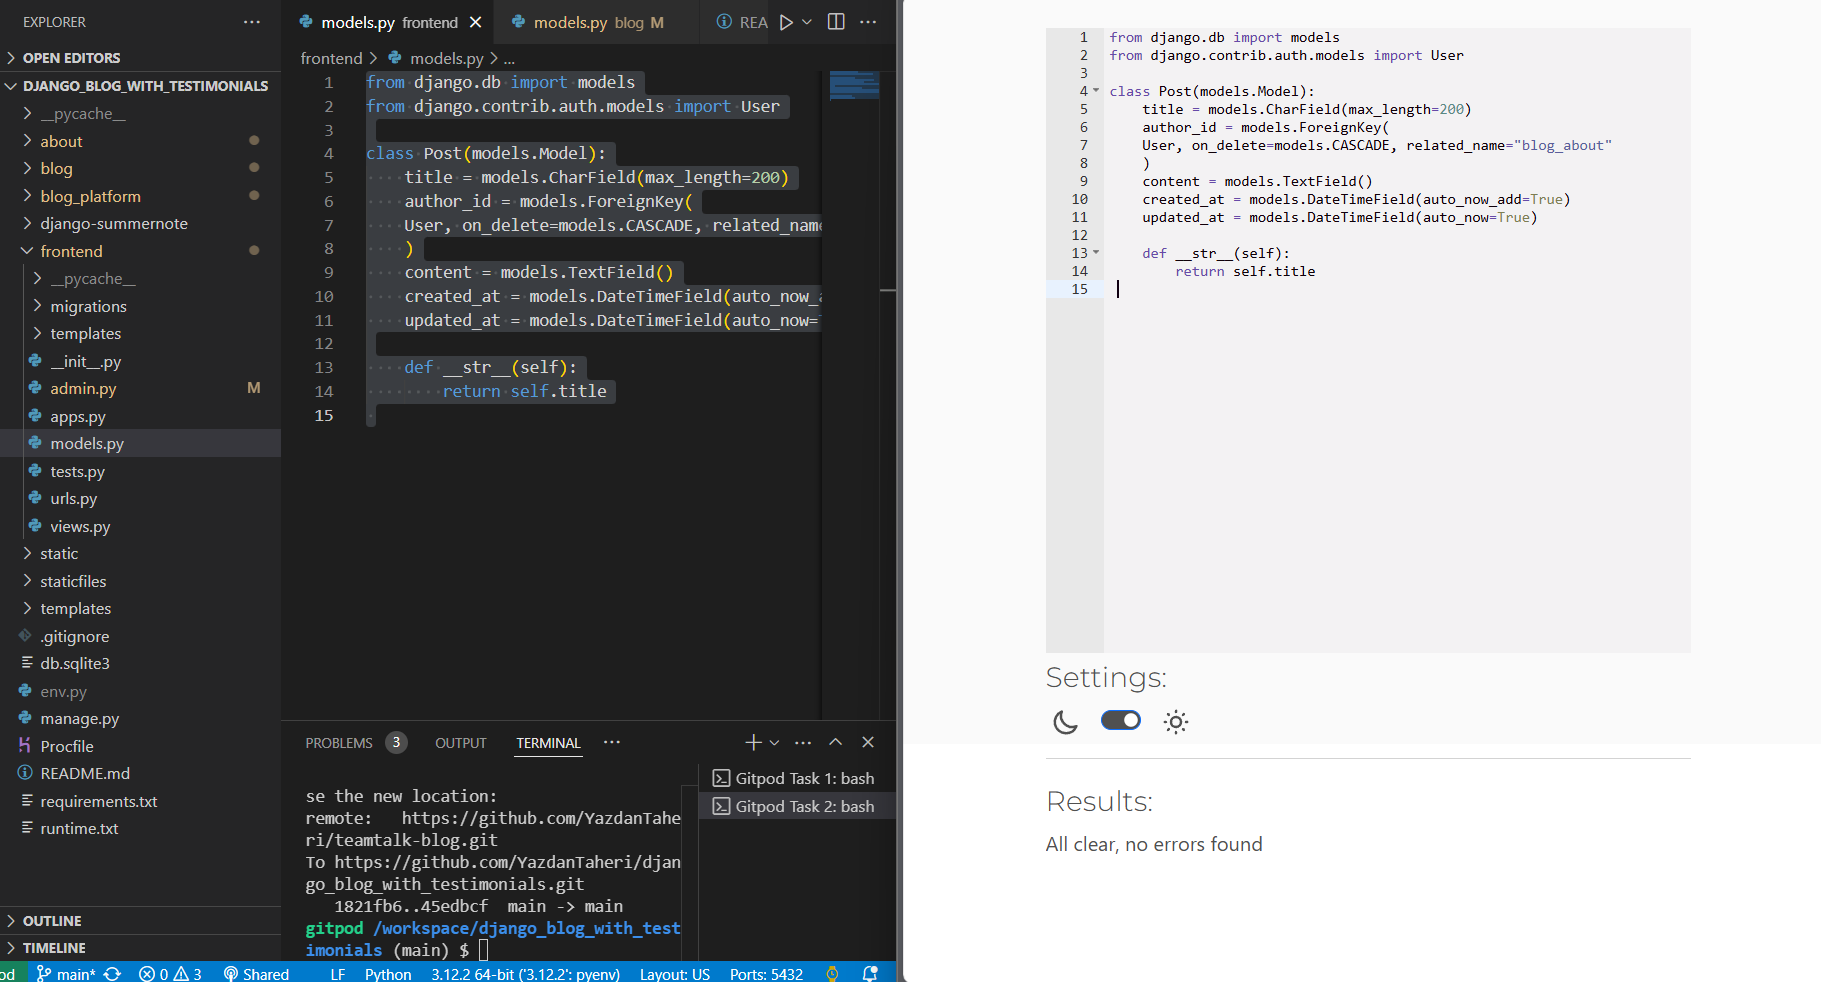 EXPLORER
OPEN EDITORS
DJANGO_BLOG_WITH_TESTIMONIALS
__pycache__
about
blog
blog_platform
django-summernote
frontend
__pycache__
migrations
templates
__init__.py
admin.py M
apps.py
models.py
tests.py
urls.py
views.py
static
staticfiles
templates
.gitignore
db.sqlite3
env.py
manage.py
Procfile
README.md
requirements.txt
runtime.txt
OUTLINE
TIMELINE
models.py frontend
models.py blog M
REA
frontend > models.py > ...
1 from django.db import models
2 from django.contrib.auth.models import User
3
4 class Post(models.Model):
5 title = models.CharField(max_length=200)
6 author_id = models.ForeignKey(
7 User, on_delete=models.CASCADE, related_name
8 )
9 content = models.TextField()
10 created_at = models.DateTimeField(auto_now_a
11 updated_at = models.DateTimeField(auto_now=
12
13 def __str__(self):
14 return self.title
15
PROBLEMS 3 OUTPUT TERMINAL
se the new location:
remote:   https://github.com/YazdanTahe
ri/teamtalk-blog.git
To https://github.com/YazdanTaheri/djan
go_blog_with_testimonials.git
1821fb6..45edbcf  main -> main
gitpod /workspace/django_blog_with_test
imonials (main) $
Gitpod Task 1: bash
Gitpod Task 2: bash
od main* 0 3 Shared LF Python 3.12.2 64-bit ('3.12.2': pyenv) Layout: US Ports: 5432
1 from django.db import models
2 from django.contrib.auth.models import User
3
4 class Post(models.Model):
5 title = models.CharField(max_length=200)
6 author_id = models.ForeignKey(
7 User, on_delete=models.CASCADE, related_name="blog_about"
8 )
9 content = models.TextField()
10 created_at = models.DateTimeField(auto_now_add=True)
11 updated_at = models.DateTimeField(auto_now=True)
12
13 def __str__(self):
14 return self.title
15
Settings:
Results:
All clear, no errors found